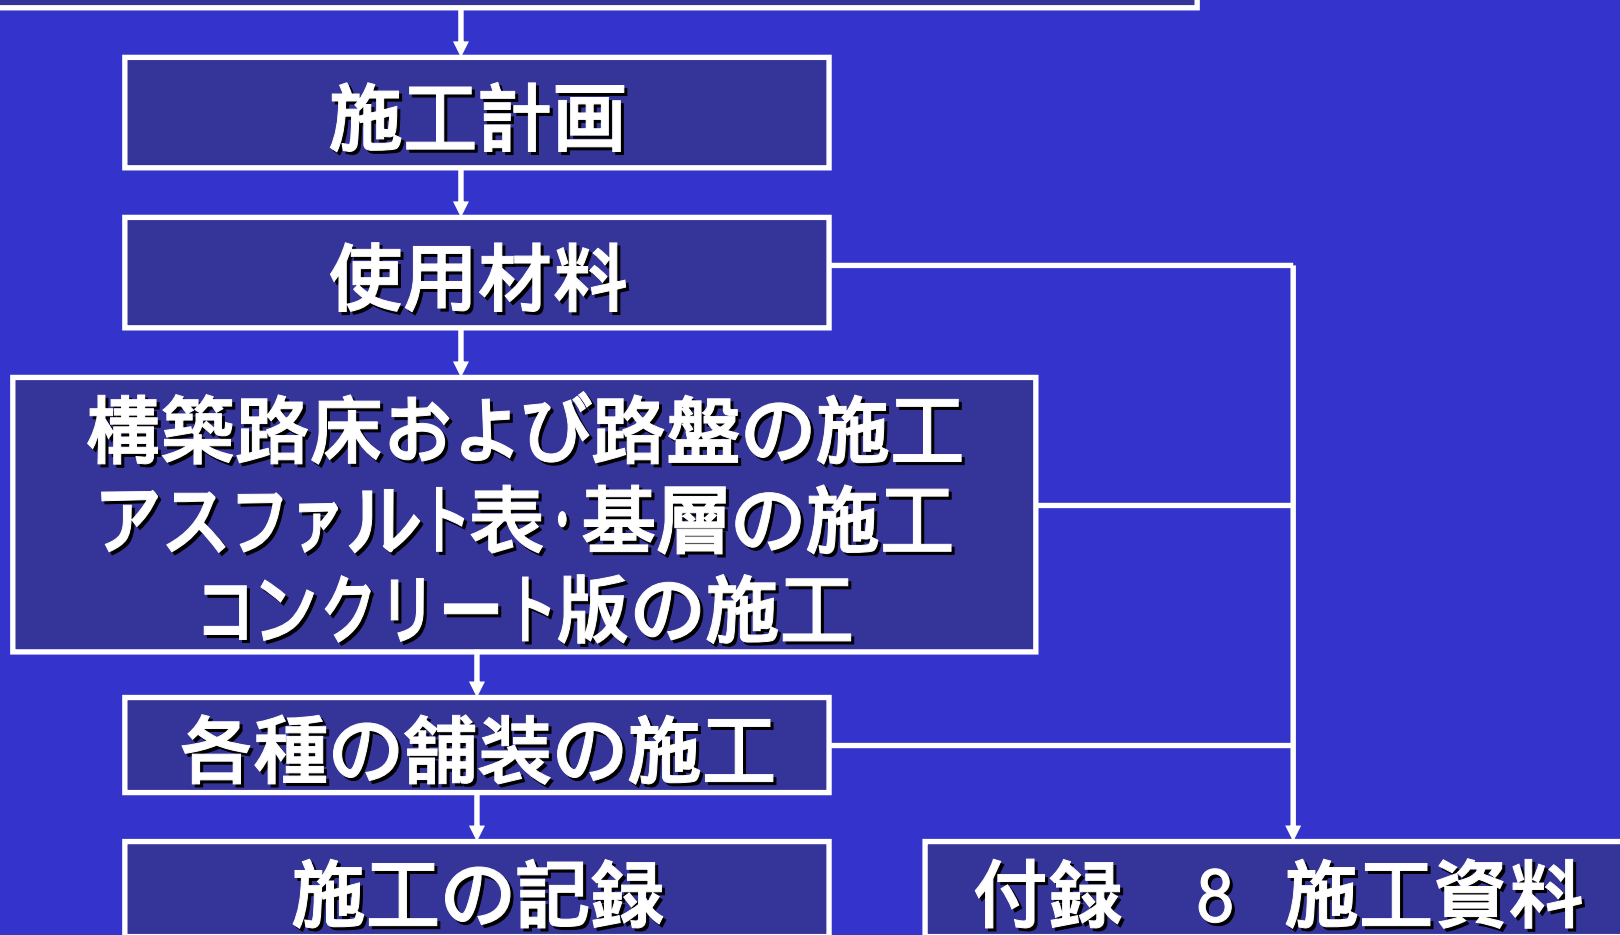 施工計画
使用材料
構築路床および路盤の施工
アスファルト表･基層の施工
コンクリート版の施工
各種の舗装の施工
施工の記録
付録　8　施工資料